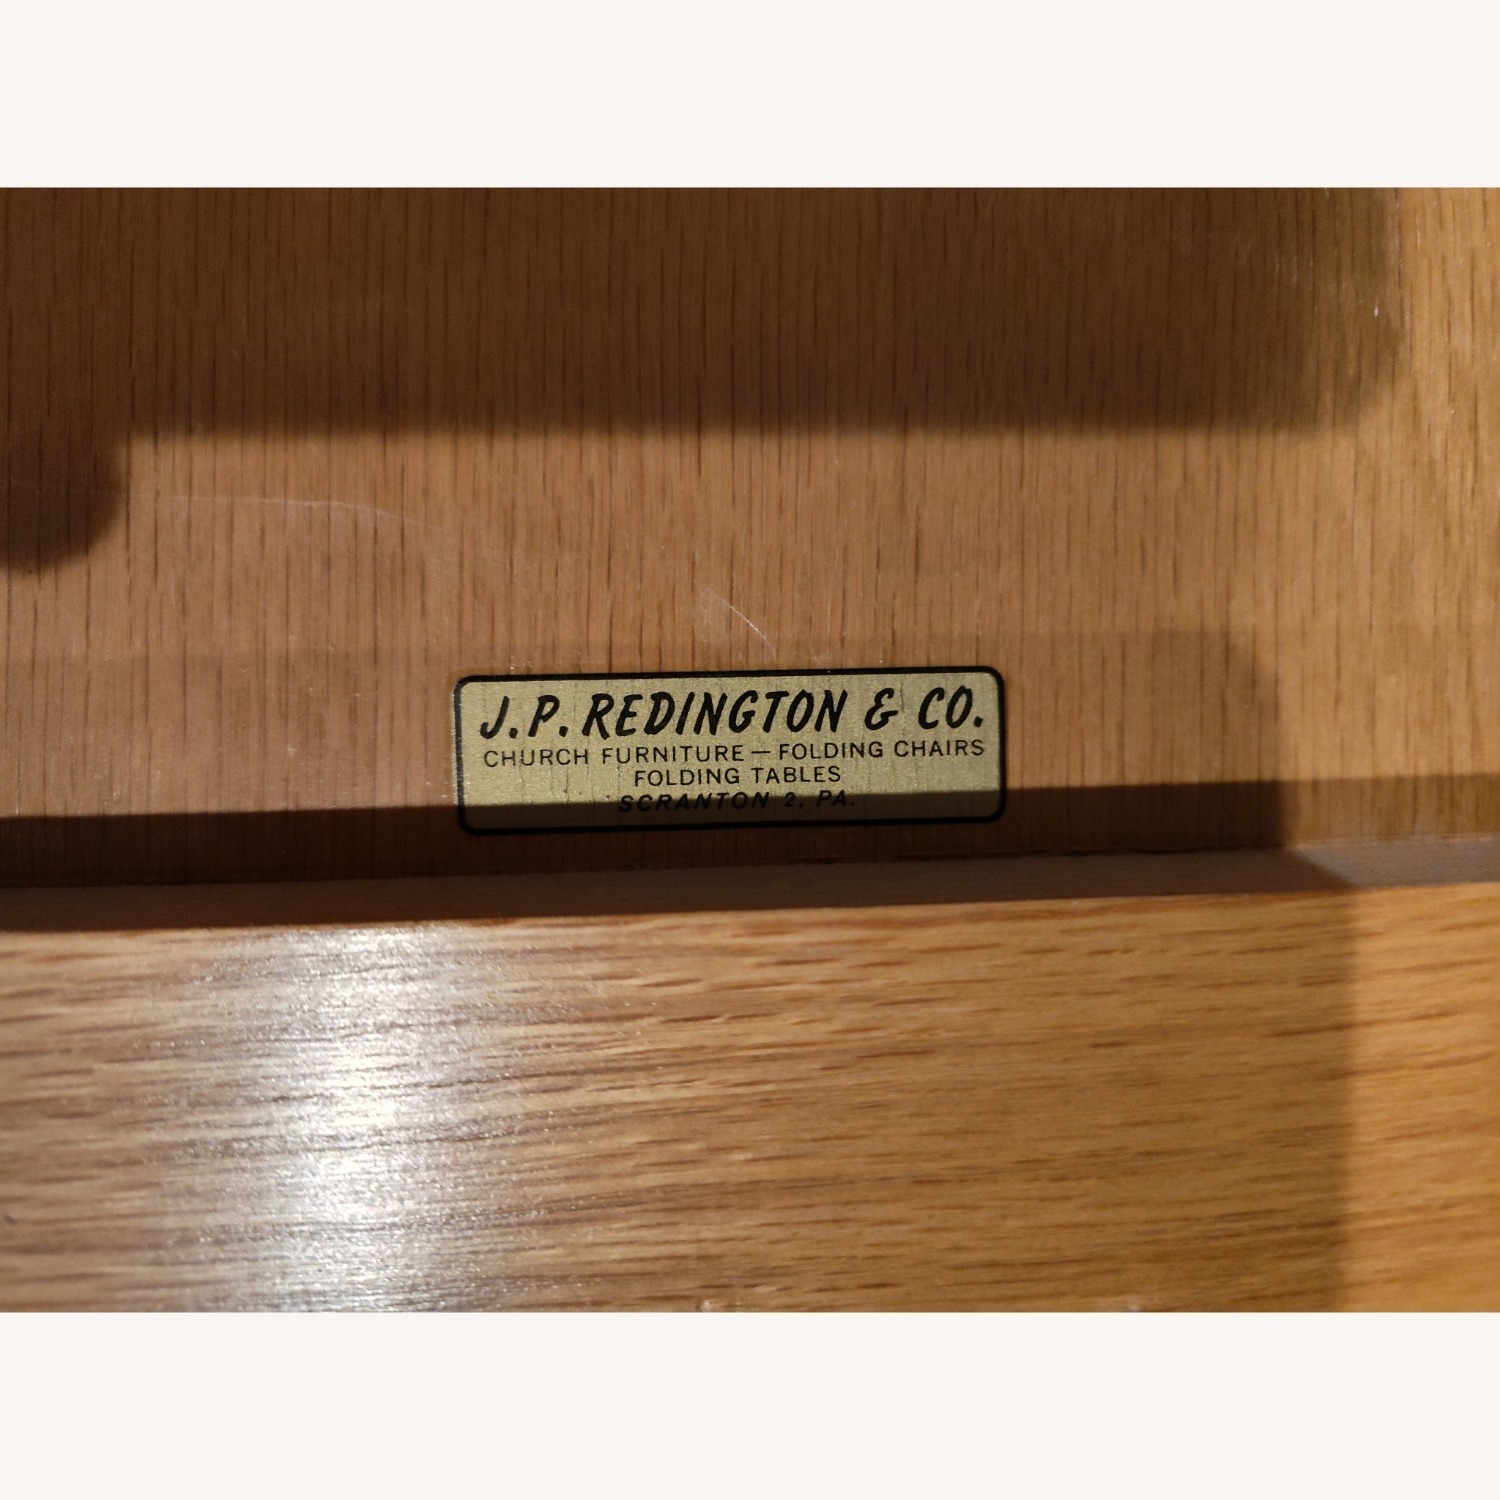 J.P. REDINGTON & CO.
CHURCH FURNITURE — FOLDING CHAIRS
FOLDING TABLES
SCRANTON 2, PA.